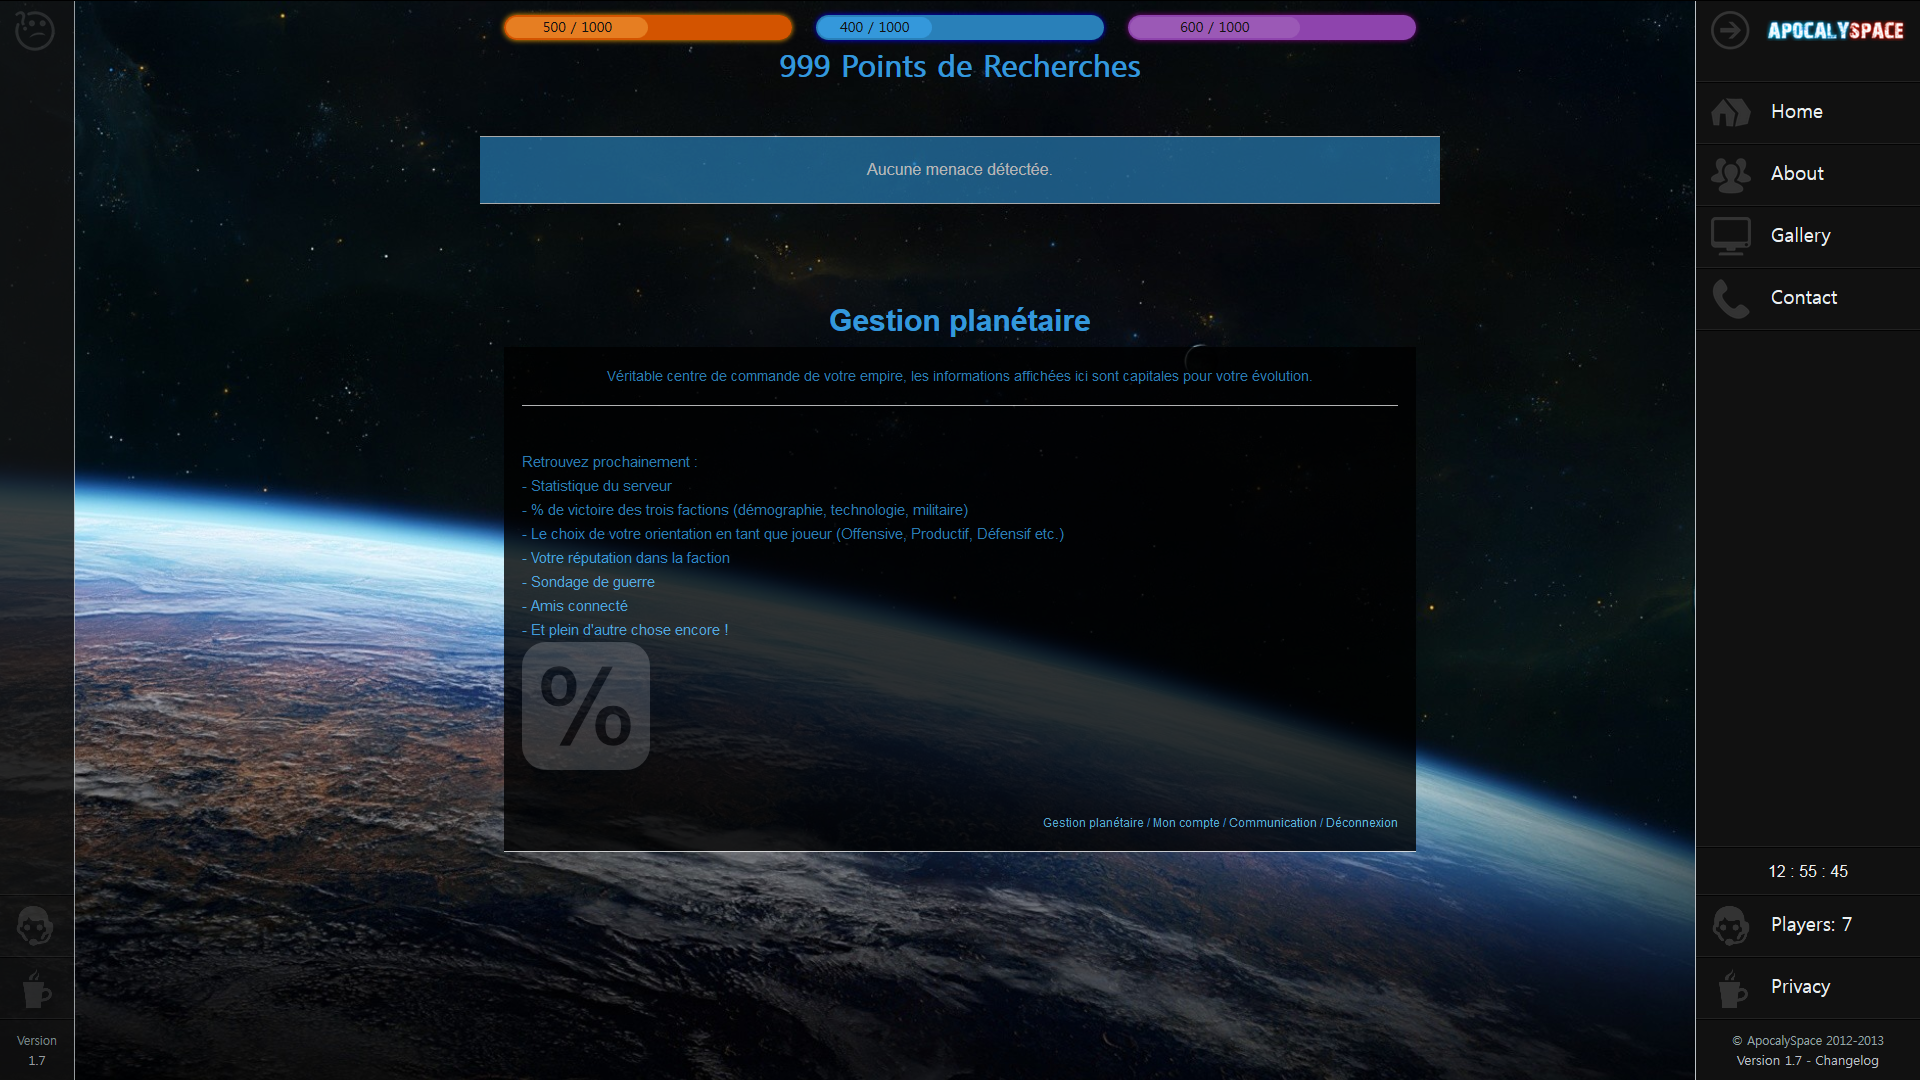 500 / 1000
400 / 1000
600 / 1000
999 Points de Recherches
Aucune menace détectée.
Gestion planétaire
Véritable centre de commande de votre empire, les informations affichées ici sont capitales pour votre évolution.
Retrouvez prochainement :
- Statistique du serveur
- % de victoire des trois factions (démographie, technologie, militaire)
- Le choix de votre orientation en tant que joueur (Offensive, Productif, Défensif etc.)
- Votre réputation dans la faction
- Sondage de guerre
- Amis connecté
- Et plein d'autre chose encore !
%
Gestion planétaire / Mon compte / Communication / Déconnexion
Version
1.7
APOCALYSPACE
Home
About
Gallery
Contact
12 : 55 : 45
Players: 7
Privacy
© ApocalySpace 2012-2013
Version 1.7 - Changelog